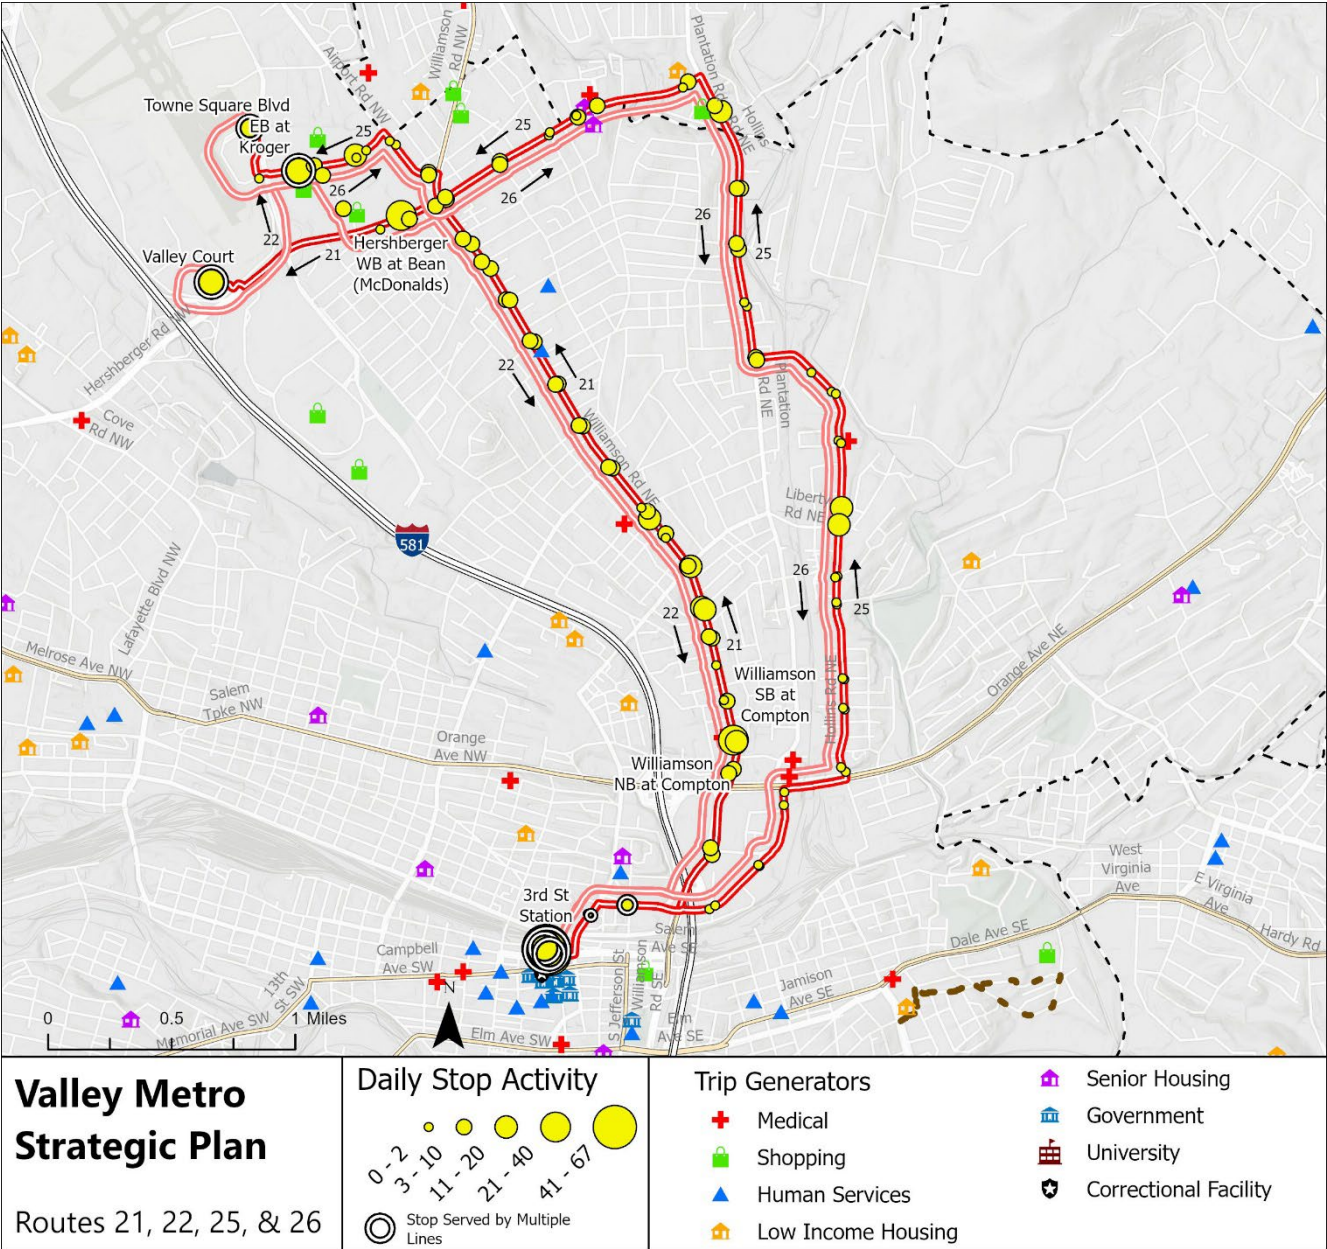 Airport Rd NW
Williamson
Rd NW
Plantation Rd NE
Hollins
Rd NE
Towne Square Blvd
EB at
Kroger
25
25
26
26
26
25
22
21
Valley Court
Hershberger
WB at Bean
(McDonalds)
Hershberger Rd NW
22
21
Plantation
Rd NE
Cove
Rd NW
Williamson Rd NE
Liberty
Rd NE
581
26
25
Lafayette Blvd NW
22
21
Melrose Ave NW
Orange Ave NE
Salem
Tpke NW
Williamson
SB at
Compton
Hollins Rd NE
Orange
Ave NW
Williamson
NB at Compton
West
Virginia
Ave
E Virginia
Ave
3rd St
Station
Salem
Ave SE
Campbell
Ave SW
Dale Ave SE
Hardy Rd
13th
St SW
S Jefferson St
Williamson
Rd SE
Jamison
Ave SE
N
0 0.5 1 Miles
Memorial Ave SW
Elm Ave SW
Elm
Ave SE
Valley Metro
Strategic Plan
Routes 21, 22, 25, & 26
Daily Stop Activity
0 - 2
3 - 10
11 - 20
21 - 40
41 - 67
Stop Served by Multiple
Lines
Trip Generators
Medical
Shopping
Human Services
Low Income Housing
Senior Housing
Government
University
Correctional Facility